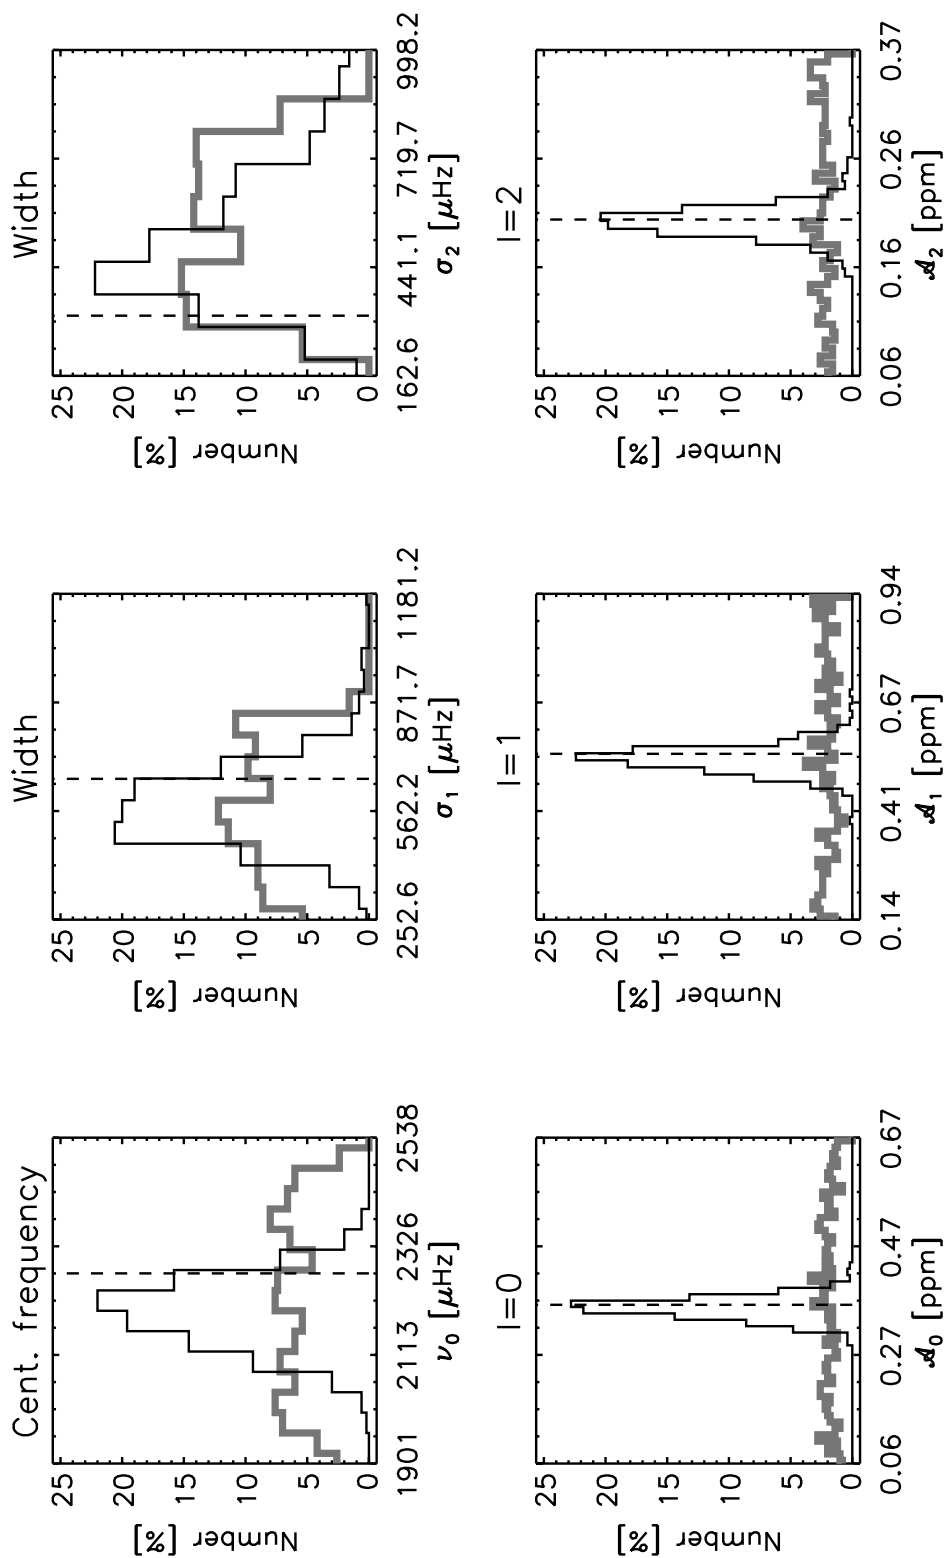 Cent. frequency
Number [%]
25
20
15
10
5
0
1901 2113 2326 2538
ν₀ [μHz]
Width
Number [%]
25
20
15
10
5
0
252.6 562.2 871.7 1181.2
σ₁ [μHz]
Width
Number [%]
25
20
15
10
5
0
162.6 441.1 719.7 998.2
σ₂ [μHz]
l=0
Number [%]
25
20
15
10
5
0
0.06 0.27 0.47 0.67
𝒜₀ [ppm]
l=1
Number [%]
25
20
15
10
5
0
0.14 0.41 0.67 0.94
𝒜₁ [ppm]
l=2
Number [%]
25
20
15
10
5
0
0.06 0.16 0.26 0.37
𝒜₂ [ppm]